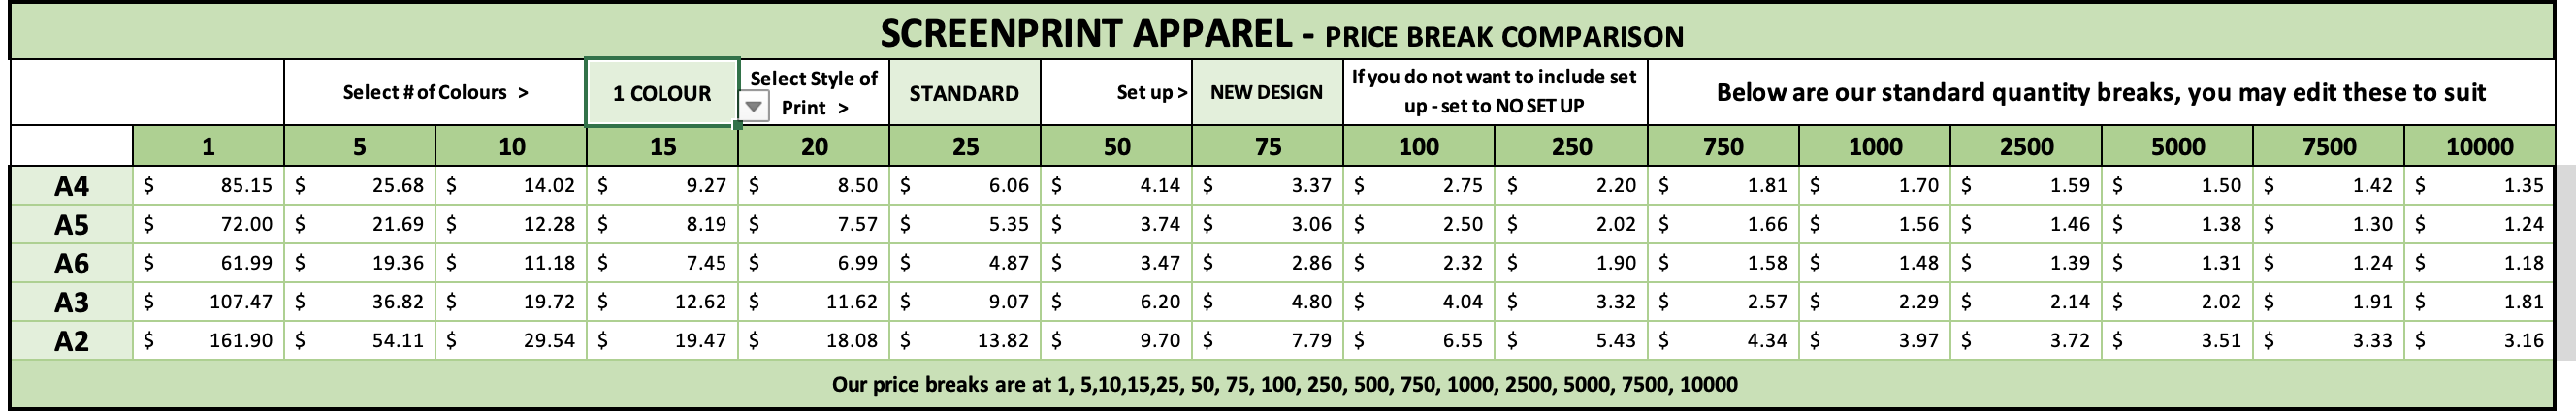 SCREENPRINT APPAREL - PRICE BREAK COMPARISON
Select # of Colours > 1 COLOUR Select Style of Print > STANDARD Set up > NEW DESIGN If you do not want to include set up - set to NO SET UP Below are our standard quantity breaks, you may edit these to suit
1 5 10 15 20 25 50 75 100 250 750 1000 2500 5000 7500 10000
A4 $ 85.15 $ 25.68 $ 14.02 $ 9.27 $ 8.50 $ 6.06 $ 4.14 $ 3.37 $ 2.75 $ 2.20 $ 1.81 $ 1.70 $ 1.59 $ 1.50 $ 1.42 $ 1.35
A5 $ 72.00 $ 21.69 $ 12.28 $ 8.19 $ 7.57 $ 5.35 $ 3.74 $ 3.06 $ 2.50 $ 2.02 $ 1.66 $ 1.56 $ 1.46 $ 1.38 $ 1.30 $ 1.24
A6 $ 61.99 $ 19.36 $ 11.18 $ 7.45 $ 6.99 $ 4.87 $ 3.47 $ 2.86 $ 2.32 $ 1.90 $ 1.58 $ 1.48 $ 1.39 $ 1.31 $ 1.24 $ 1.18
A3 $ 107.47 $ 36.82 $ 19.72 $ 12.62 $ 11.62 $ 9.07 $ 6.20 $ 4.80 $ 4.04 $ 3.32 $ 2.57 $ 2.29 $ 2.14 $ 2.02 $ 1.91 $ 1.81
A2 $ 161.90 $ 54.11 $ 29.54 $ 19.47 $ 18.08 $ 13.82 $ 9.70 $ 7.79 $ 6.55 $ 5.43 $ 4.34 $ 3.97 $ 3.72 $ 3.51 $ 3.33 $ 3.16
Our price breaks are at 1, 5,10,15,25, 50, 75, 100, 250, 500, 750, 1000, 2500, 5000, 7500, 10000